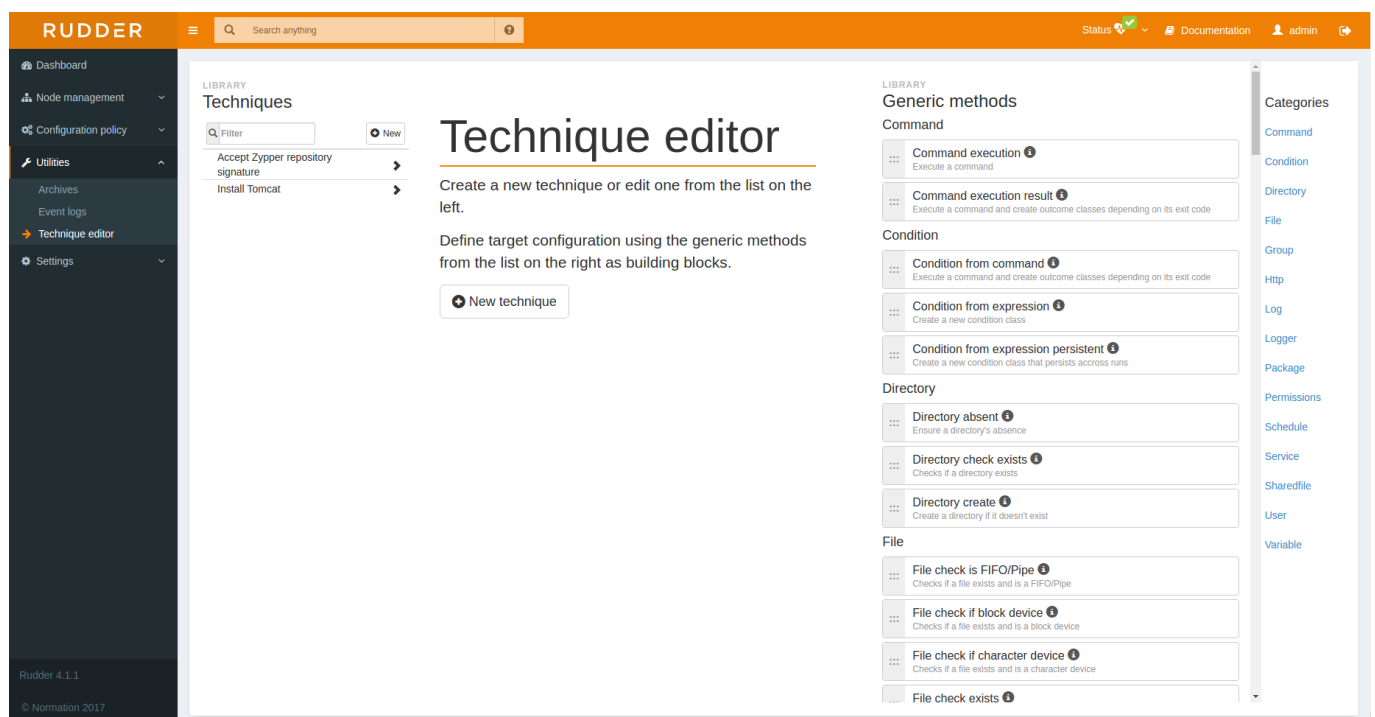 RUDDER
Search anything
Status
Documentation
admin
Dashboard
Node management
Configuration policy
Utilities
Archives
Event logs
Technique editor
Settings
Rudder 4.1.1
© Normation 2017
LIBRARY
Techniques
Filter
New
Accept Zypper repository
signature
Install Tomcat
Technique editor
Create a new technique or edit one from the list on the
left.
Define target configuration using the generic methods
from the list on the right as building blocks.
New technique
LIBRARY
Generic methods
Command
Command execution
Execute a command
Command execution result
Execute a command and create outcome classes depending on its exit code
Condition
Condition from command
Execute a command and create outcome classes depending on its exit code
Condition from expression
Create a new condition class
Condition from expression persistent
Create a new condition class that persists accross runs
Directory
Directory absent
Ensure a directory's absence
Directory check exists
Checks if a directory exists
Directory create
Create a directory if it doesn't exist
File
File check is FIFO/Pipe
Checks if a file exists and is a FIFO/Pipe
File check if block device
Checks if a file exists and is a block device
File check if character device
Checks if a file exists and is a character device
File check exists
Categories
Command
Condition
Directory
File
Group
Http
Log
Logger
Package
Permissions
Schedule
Service
Sharedfile
User
Variable